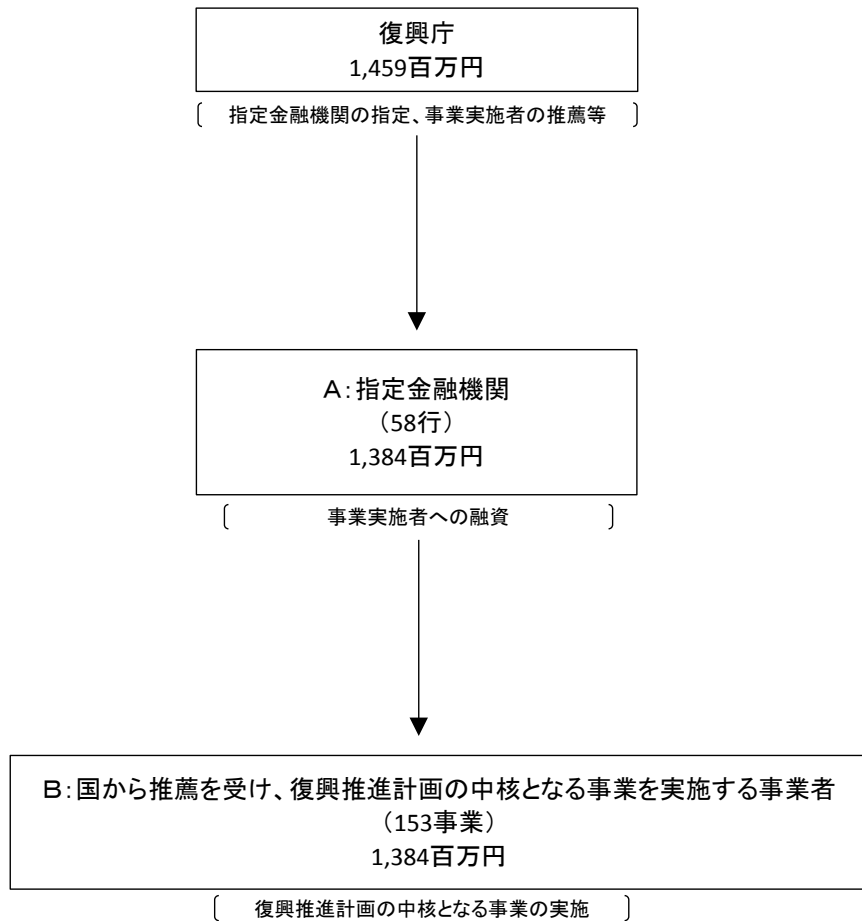 復興庁
1,459百万円
〔 指定金融機関の指定、事業実施者の推薦等 〕
A:指定金融機関
(58行)
1,384百万円
〔 事業実施者への融資 〕
B:国から推薦を受け、復興推進計画の中核となる事業を実施する事業者
(153事業)
1,384百万円
〔 復興推進計画の中核となる事業の実施 〕